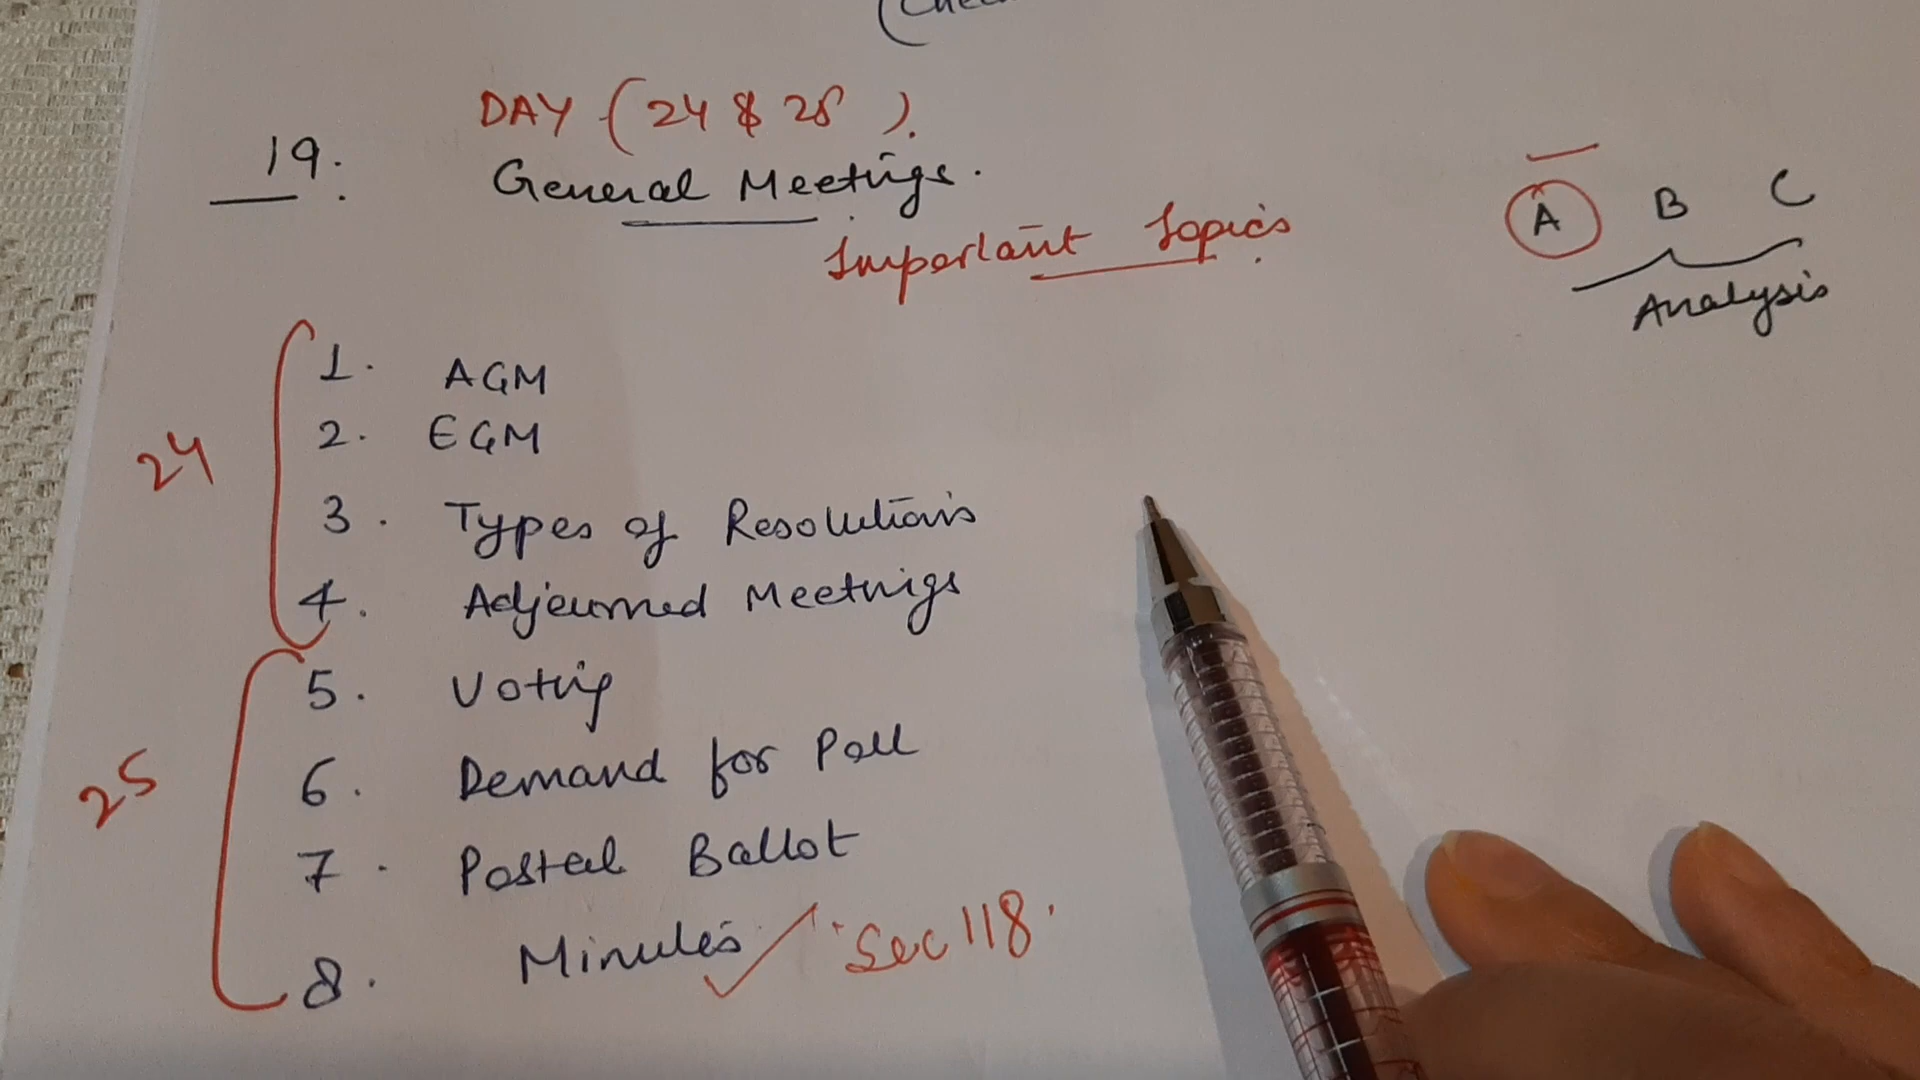 DAY (24 & 25).
19. General Meetings.
Important Topics
A B C
Analysis
24
1. AGM
2. EGM
3. Types of Resolutions
4. Adjourned Meetings
25
5. Voting
6. Demand for Poll
7. Postal Ballot
8. Minutes Sec 118.